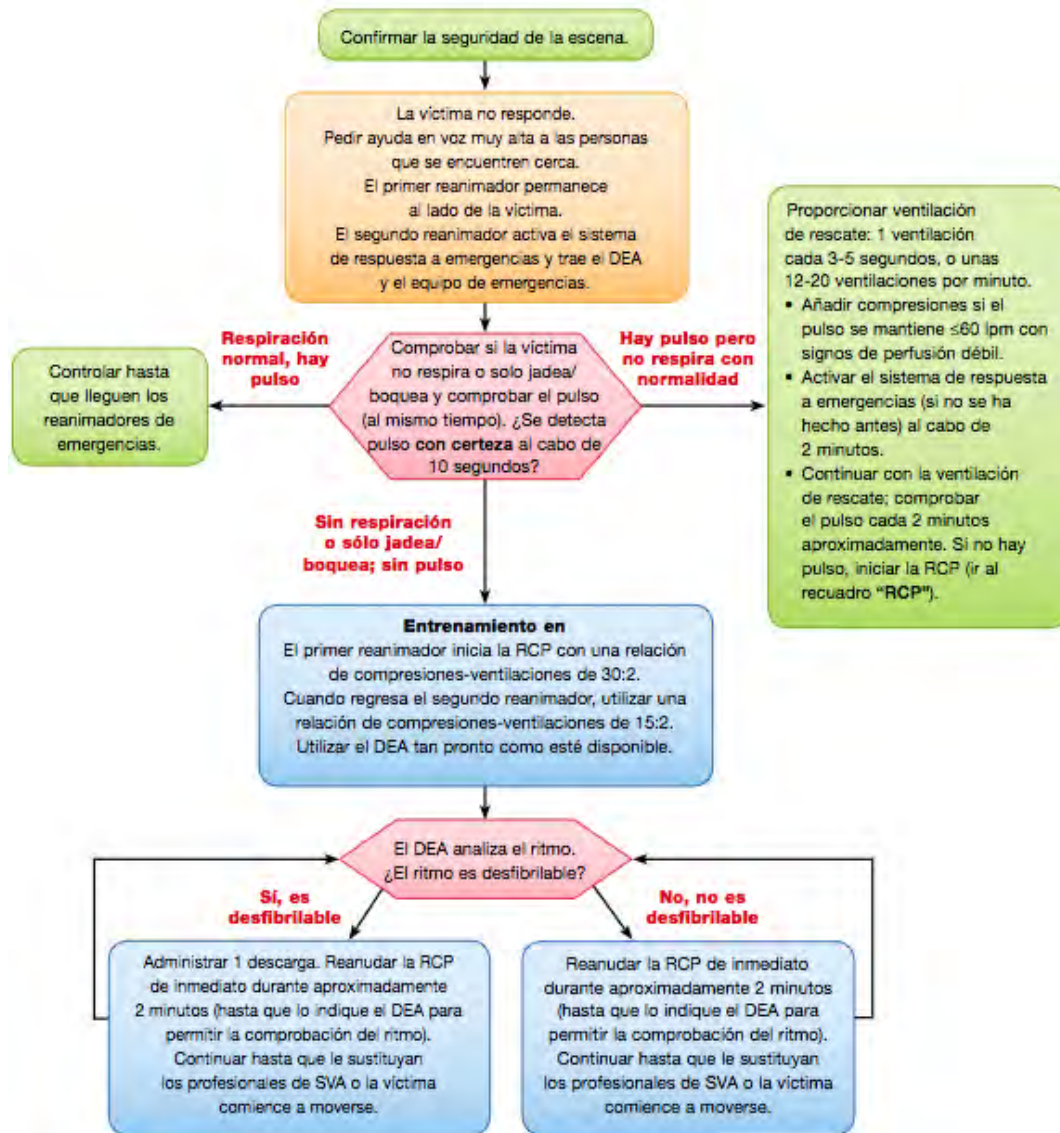 Confirmar la seguridad de la escena.
La víctima no responde.
Pedir ayuda en voz muy alta a las personas
que se encuentren cerca.
El primer reanimador permanece
al lado de la víctima.
El segundo reanimador activa el sistema
de respuesta a emergencias y trae el DEA
y el equipo de emergencias.
Respiración
normal, hay
pulso
Controlar hasta
que lleguen los
reanimadores de
emergencias.
Comprobar si la víctima
no respira o solo jadea/
boquea y comprobar el pulso
(al mismo tiempo). ¿Se detecta
pulso con certeza al cabo de
10 segundos?
Hay pulso pero
no respira con
normalidad
Proporcionar ventilación
de rescate: 1 ventilación
cada 3-5 segundos, o unas
12-20 ventilaciones por minuto.
▪ Añadir compresiones si el
pulso se mantiene ≤60 lpm con
signos de perfusión débil.
▪ Activar el sistema de respuesta
a emergencias (si no se ha
hecho antes) al cabo de
2 minutos.
▪ Continuar con la ventilación
de rescate; comprobar
el pulso cada 2 minutos
aproximadamente. Si no hay
pulso, iniciar la RCP (ir al
recuadro “RCP”).
Sin respiración
o sólo jadea/
boquea; sin pulso
Entrenamiento en
El primer reanimador inicia la RCP con una relación
de compresiones-ventilaciones de 30:2.
Cuando regresa el segundo reanimador, utilizar una
relación de compresiones-ventilaciones de 15:2.
Utilizar el DEA tan pronto como esté disponible.
El DEA analiza el ritmo.
¿El ritmo es desfibrilable?
Sí, es
desfibrilable
No, no es
desfibrilable
Administrar 1 descarga. Reanudar la RCP
de inmediato durante aproximadamente
2 minutos (hasta que lo indique el DEA para
permitir la comprobación del ritmo).
Continuar hasta que le sustituyan
los profesionales de SVA o la víctima
comience a moverse.
Reanudar la RCP de inmediato
durante aproximadamente 2 minutos
(hasta que lo indique el DEA para
permitir la comprobación del ritmo).
Continuar hasta que le sustituyan
los profesionales de SVA o la víctima
comience a moverse.